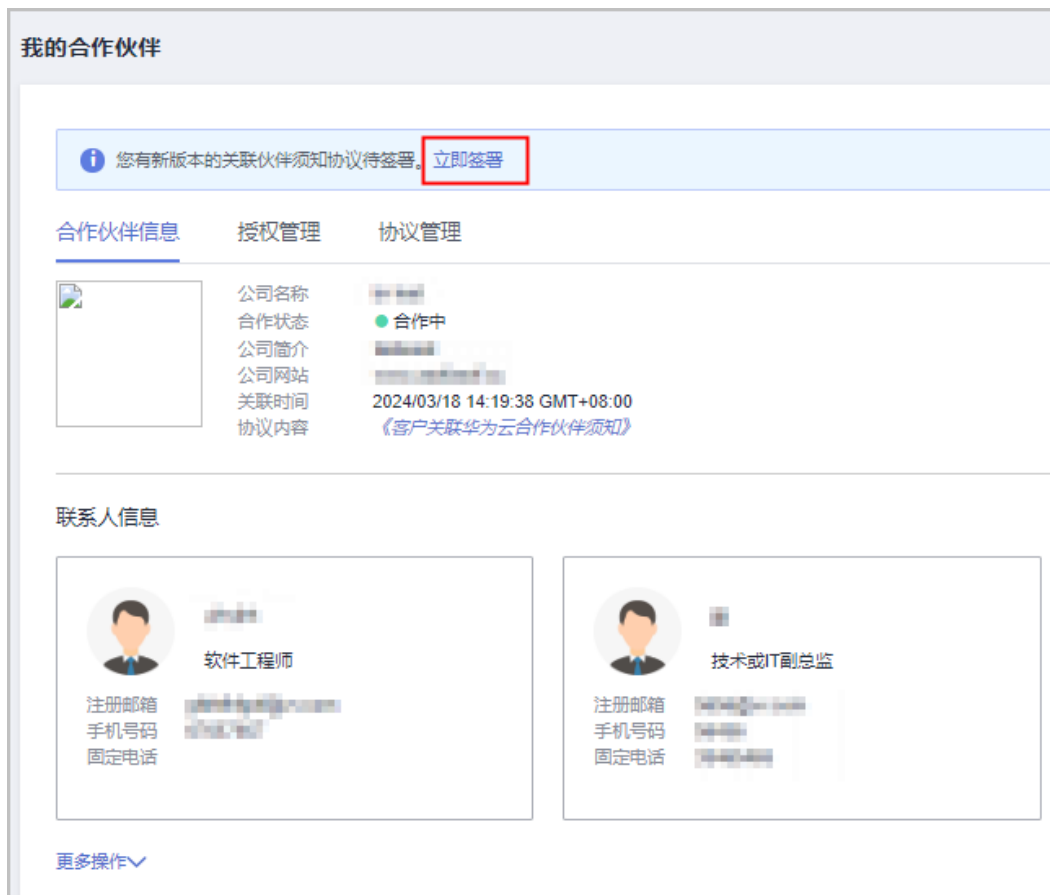 我的合作伙伴
您有新版本的关联伙伴须知协议待签署。 立即签署
合作伙伴信息 授权管理 协议管理
公司名称
合作状态 合作中
公司简介
公司网站
关联时间 2024/03/18 14:19:38 GMT+08:00
协议内容 《客户关联华为云合作伙伴须知》
联系人信息
软件工程师
注册邮箱
手机号码
固定电话
技术或IT副总监
注册邮箱
手机号码
固定电话
更多操作